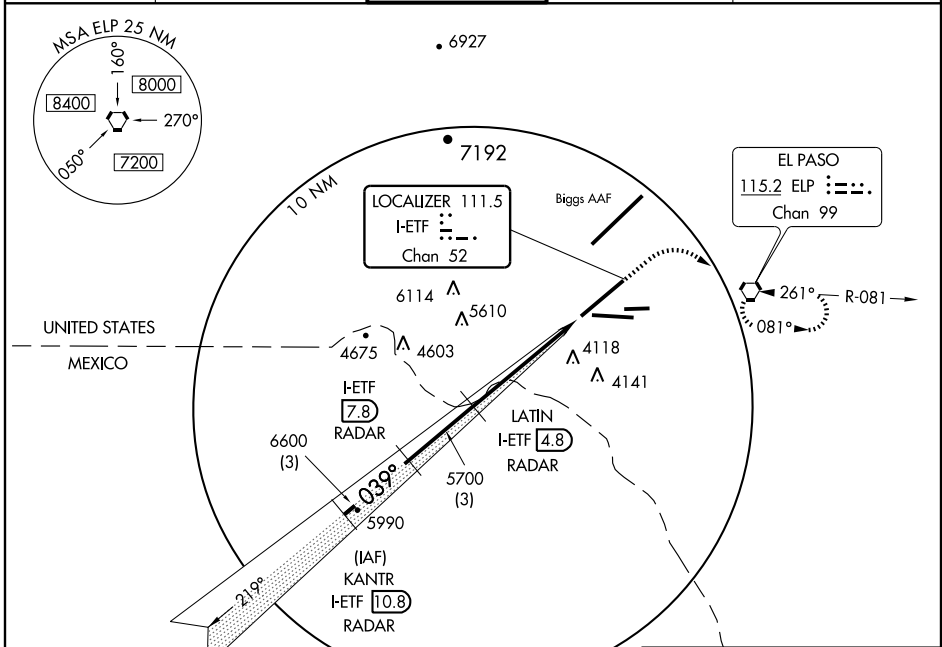 MSA ELP 25 NM
160°
8000
8400
270°
050°
7200
6927
7192
10 NM
LOCALIZER 111.5
I-ETF
Chan 52
Biggs AAF
EL PASO
115.2 ELP
Chan 99
261°
R-081
081°
6114
5610
UNITED STATES
MEXICO
4675
4603
4118
4141
I-ETF
7.8
RADAR
LATIN
I-ETF 4.8
RADAR
6600
(3)
039°
5700
(3)
5990
(IAF)
KANTR
I-ETF 10.8
RADAR
219°